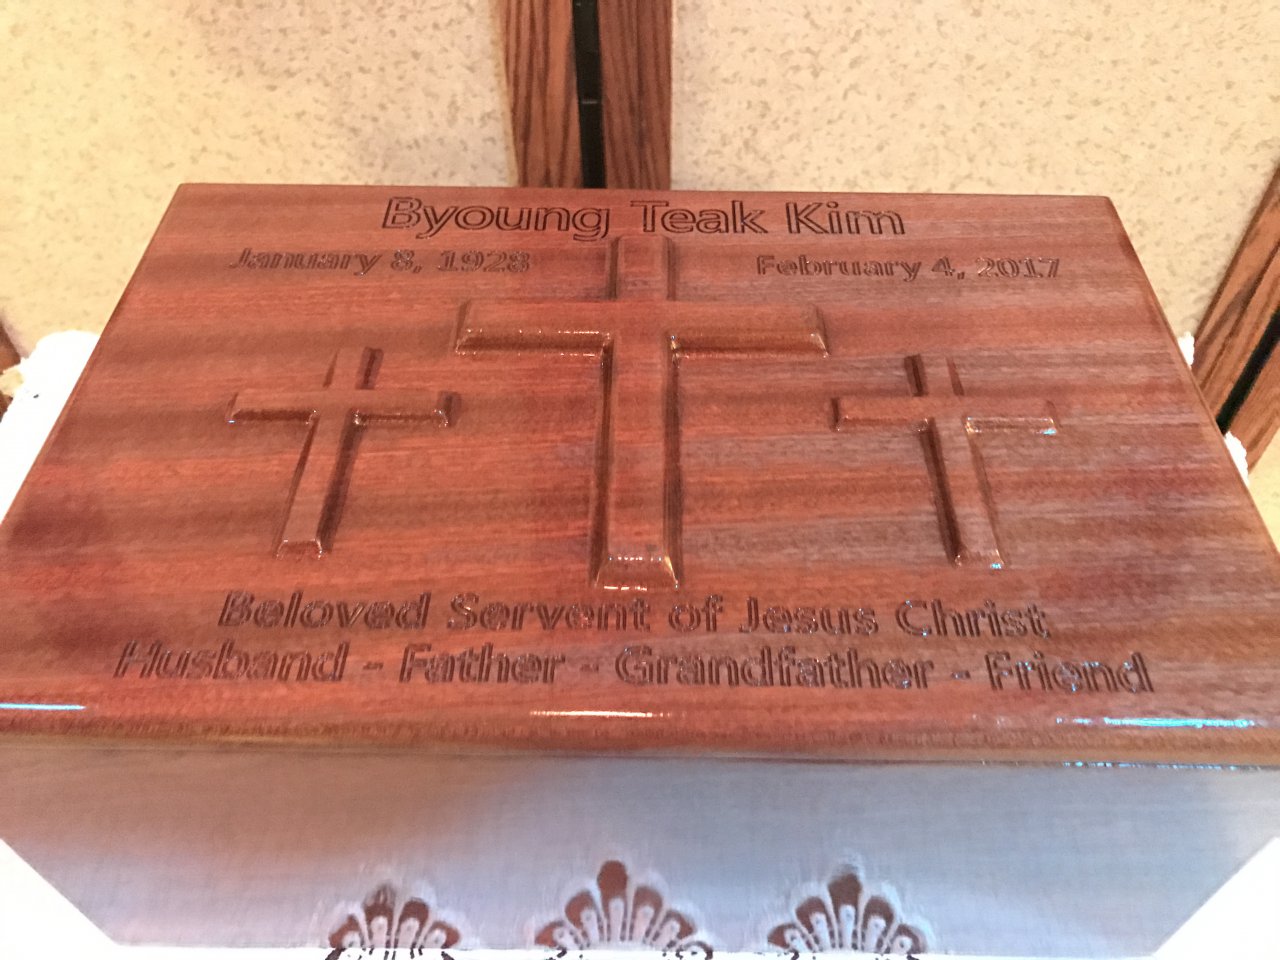 Byoung Teak Kim
January 8, 1928 February 4, 2017
Beloved Servent of Jesus Christ
Husband - Father - Grandfather - Friend